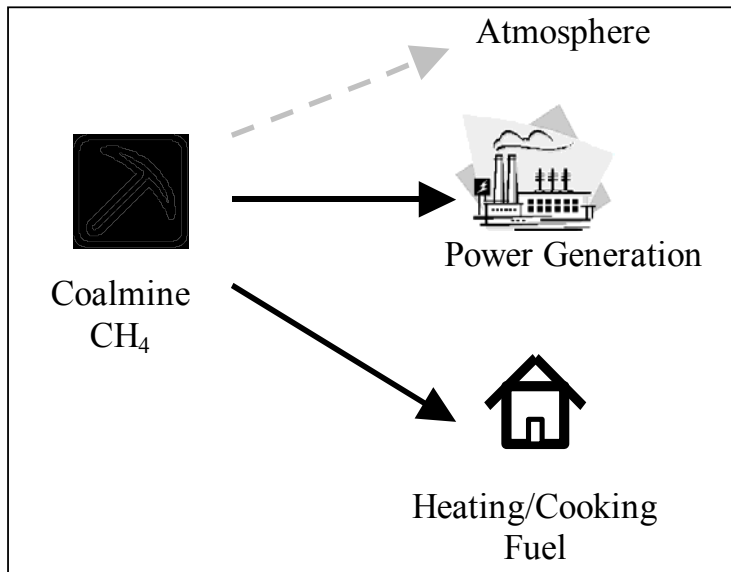 Atmosphere
Power Generation
Coalmine
CH₄
Heating/Cooking
Fuel